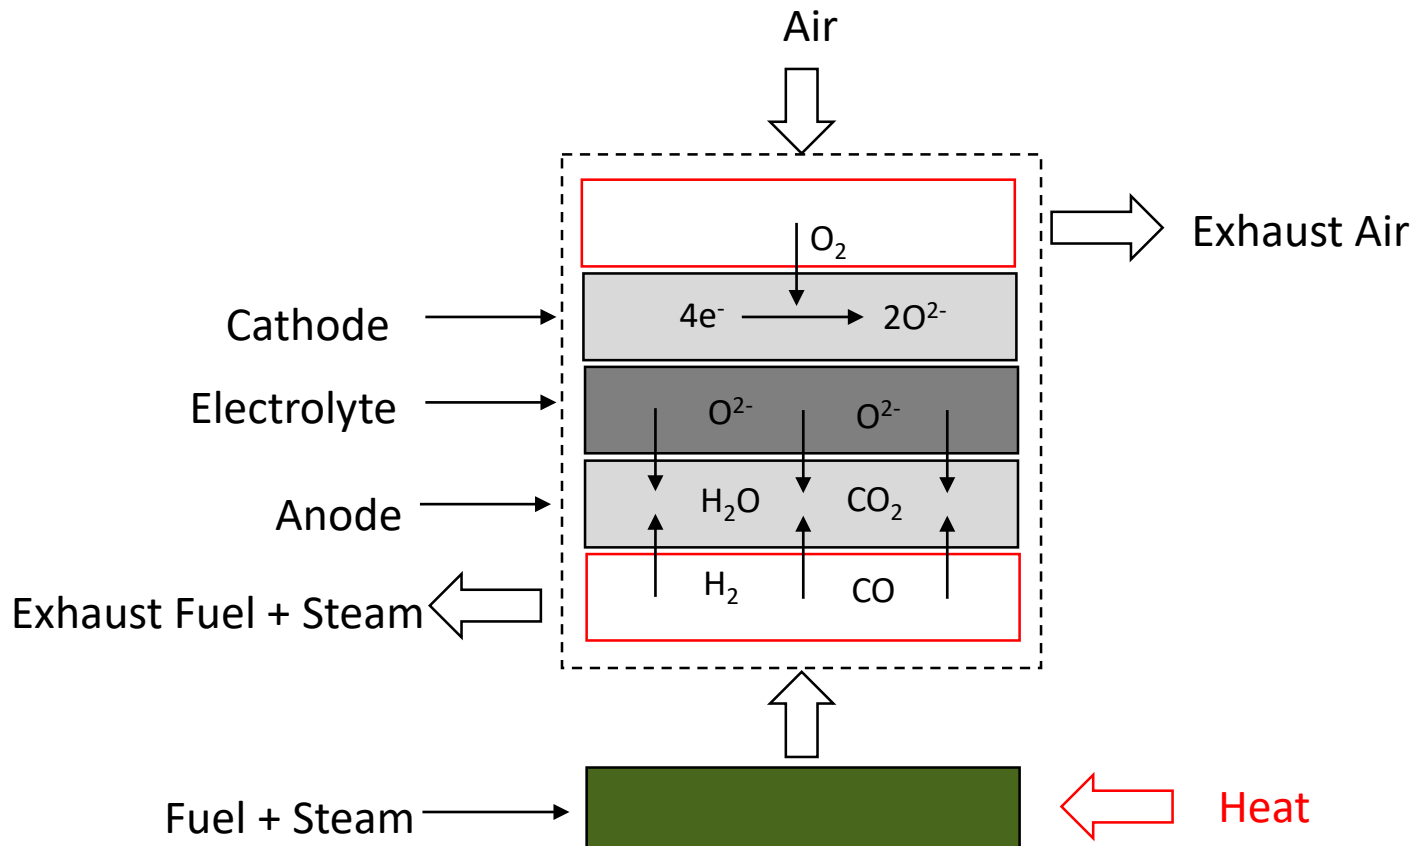 Air
Exhaust Air
O₂
Cathode
4e⁻ 2O²⁻
Electrolyte
O²⁻ O²⁻
Anode
H₂O CO₂
H₂ CO
Exhaust Fuel + Steam
Fuel + Steam
Heat